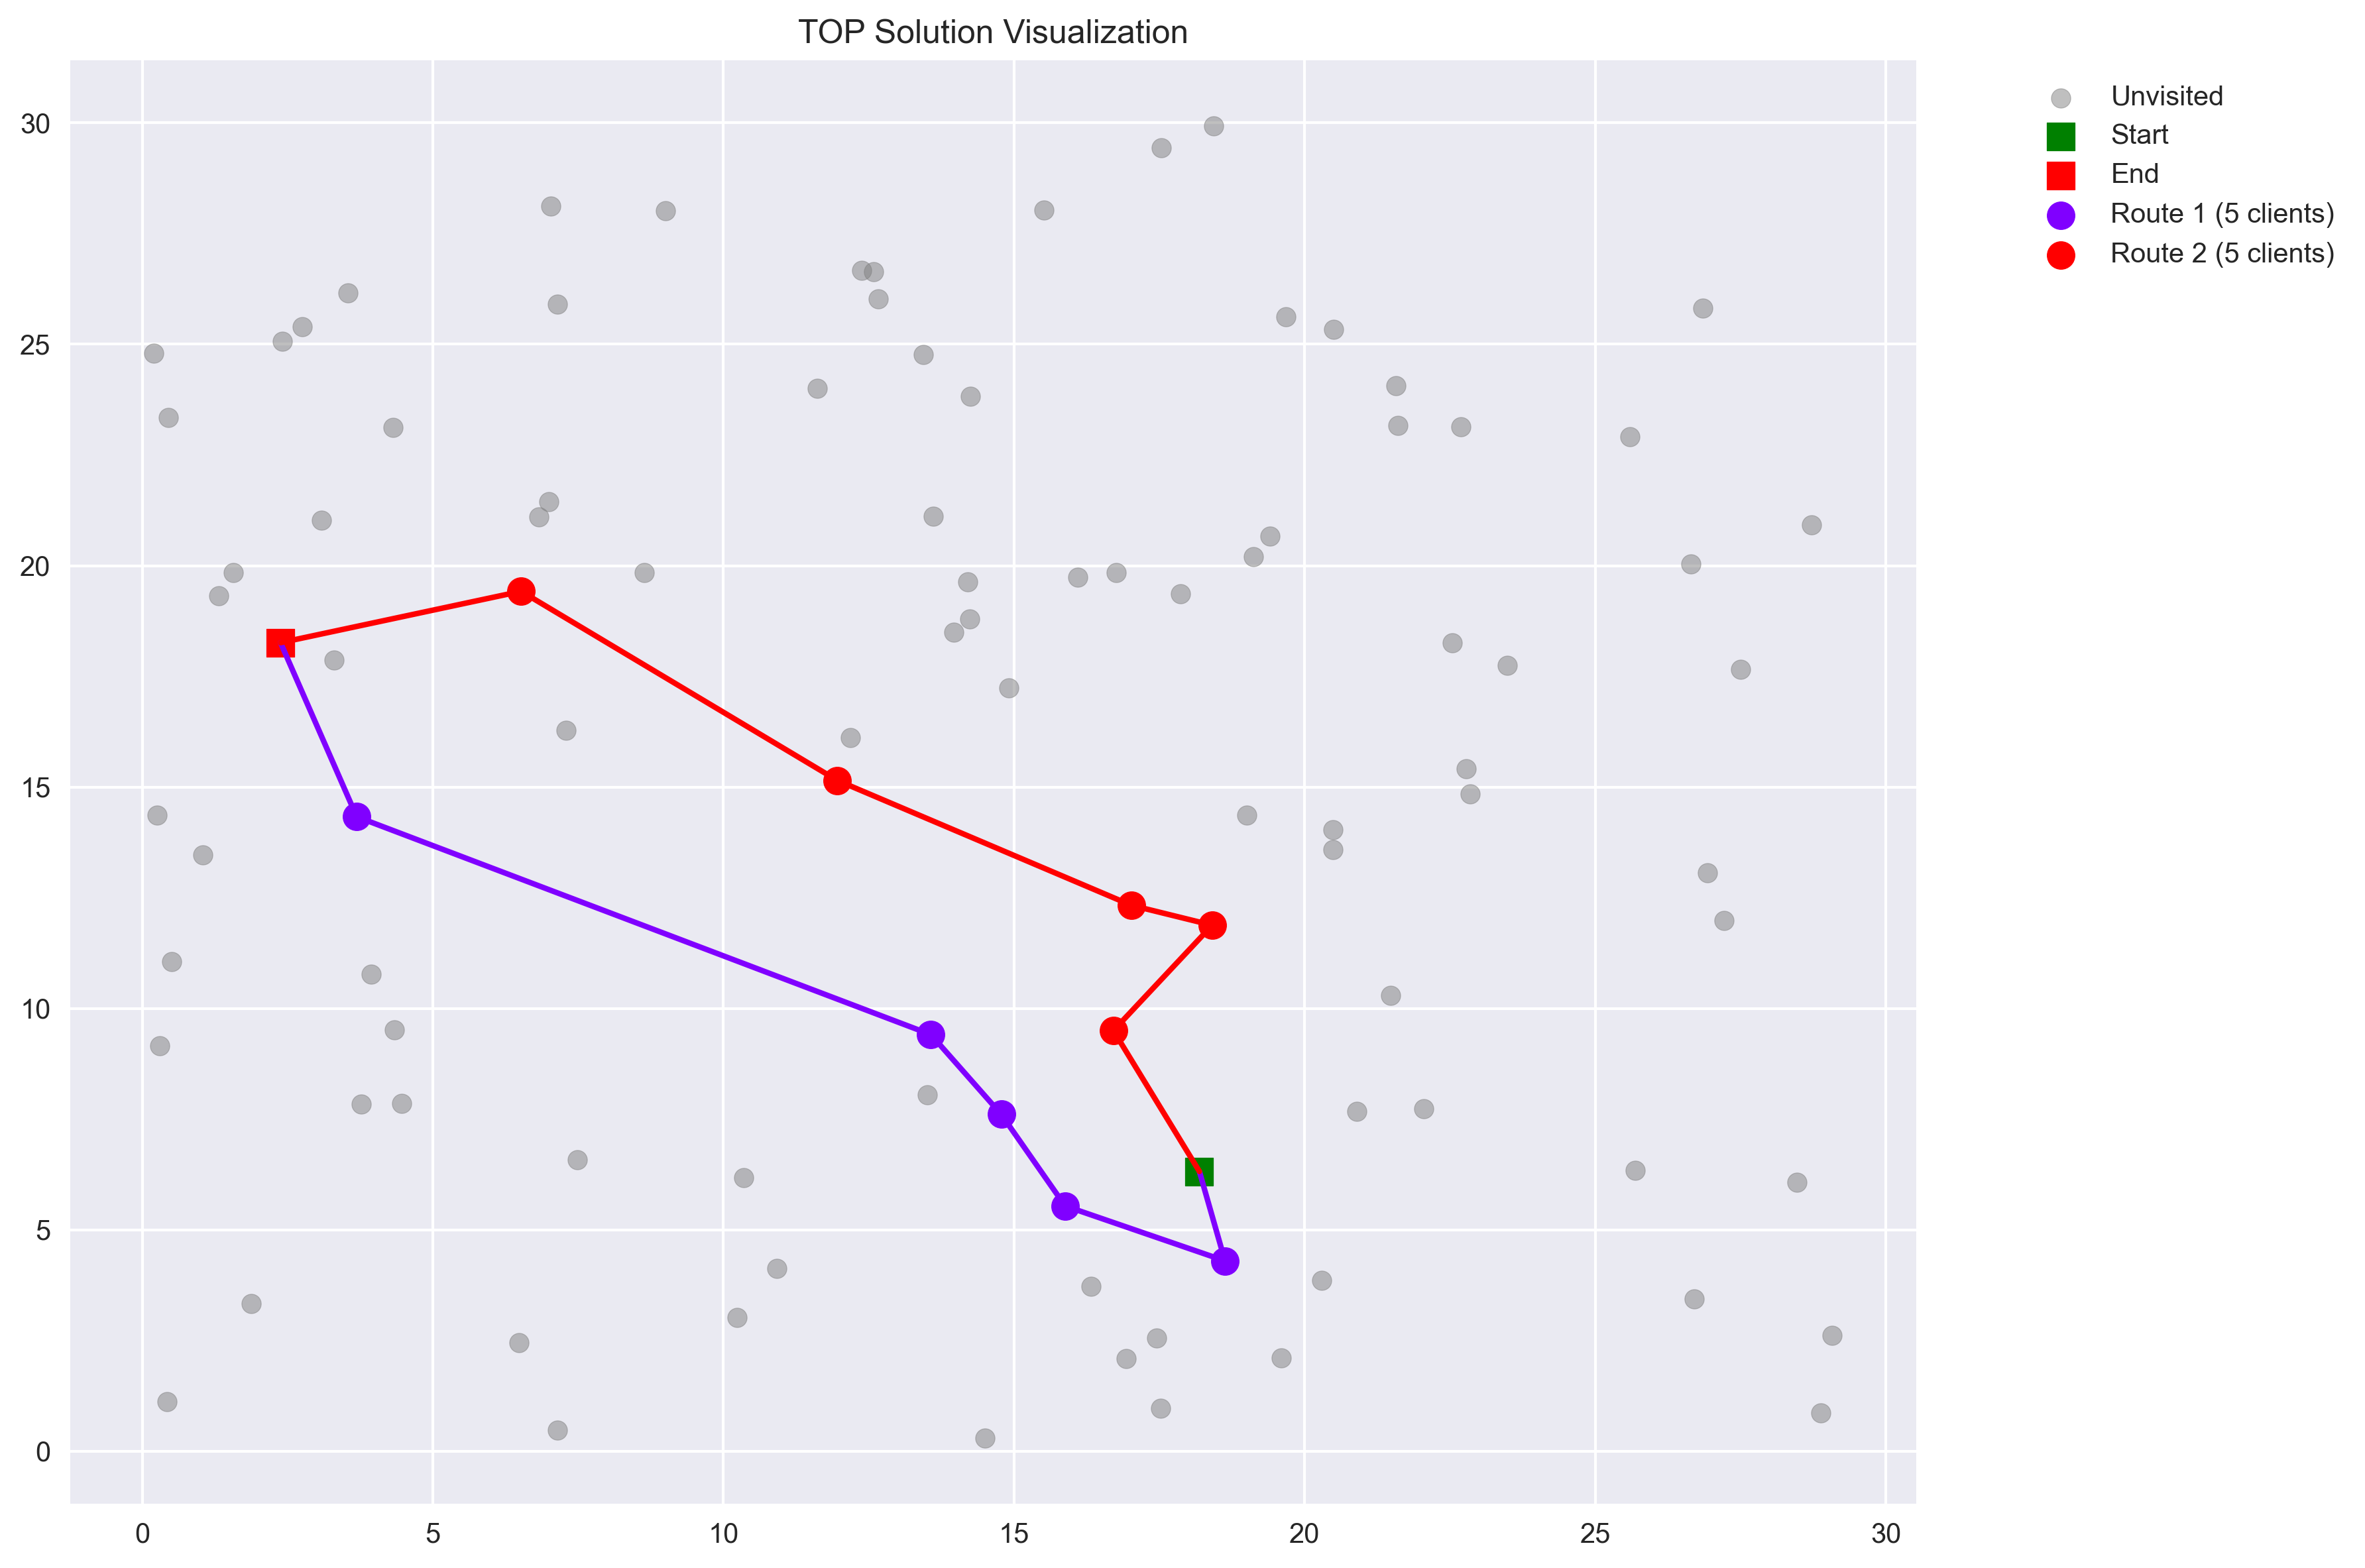 TOP Solution Visualization
30
25
20
15
10
5
0
0 5 10 15 20 25 30
Unvisited
Start
End
Route 1 (5 clients)
Route 2 (5 clients)